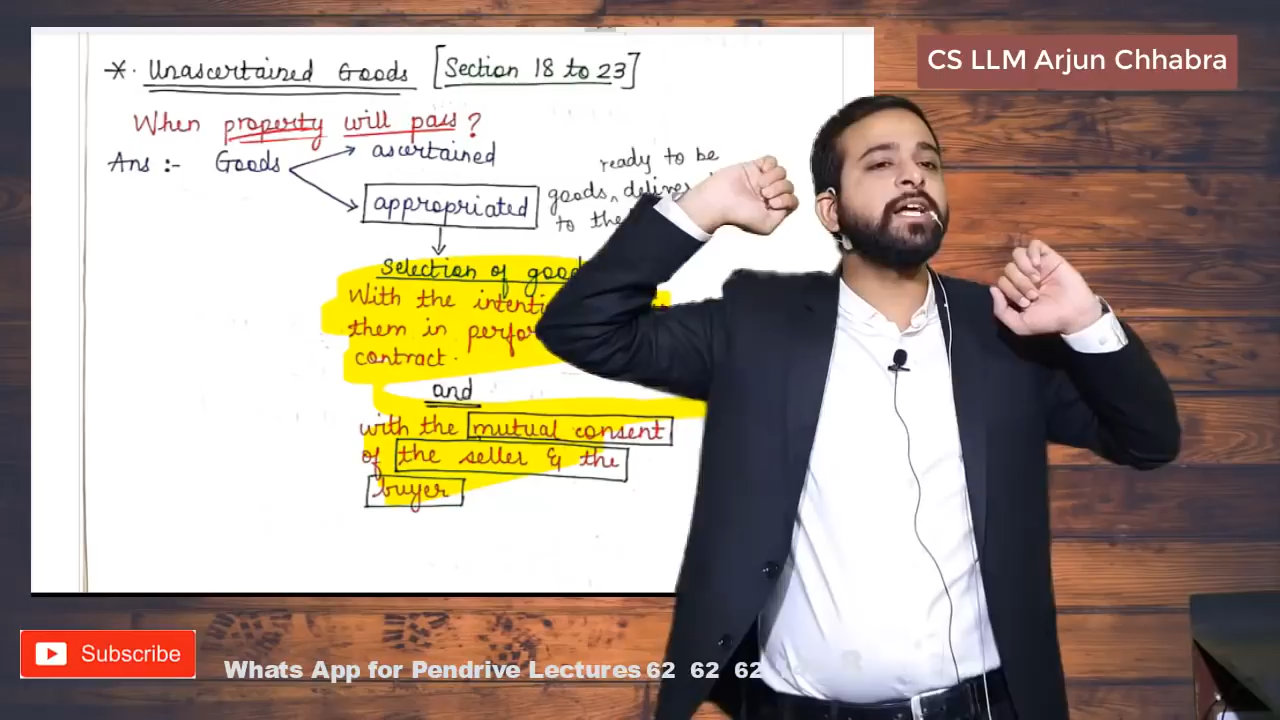 CS LLM Arjun Chhabra
*. Unascertained Goods [Section 18 to 23]
When property will pass?
Ans :- Goods
ascertained
appropriated
ready to be
goods,
to the
Selection of
With the
them in
contract.
and
with the mutual consent
of the seller & the
buyer
Subscribe
Whats App for Pendrive Lectures 62 62 62